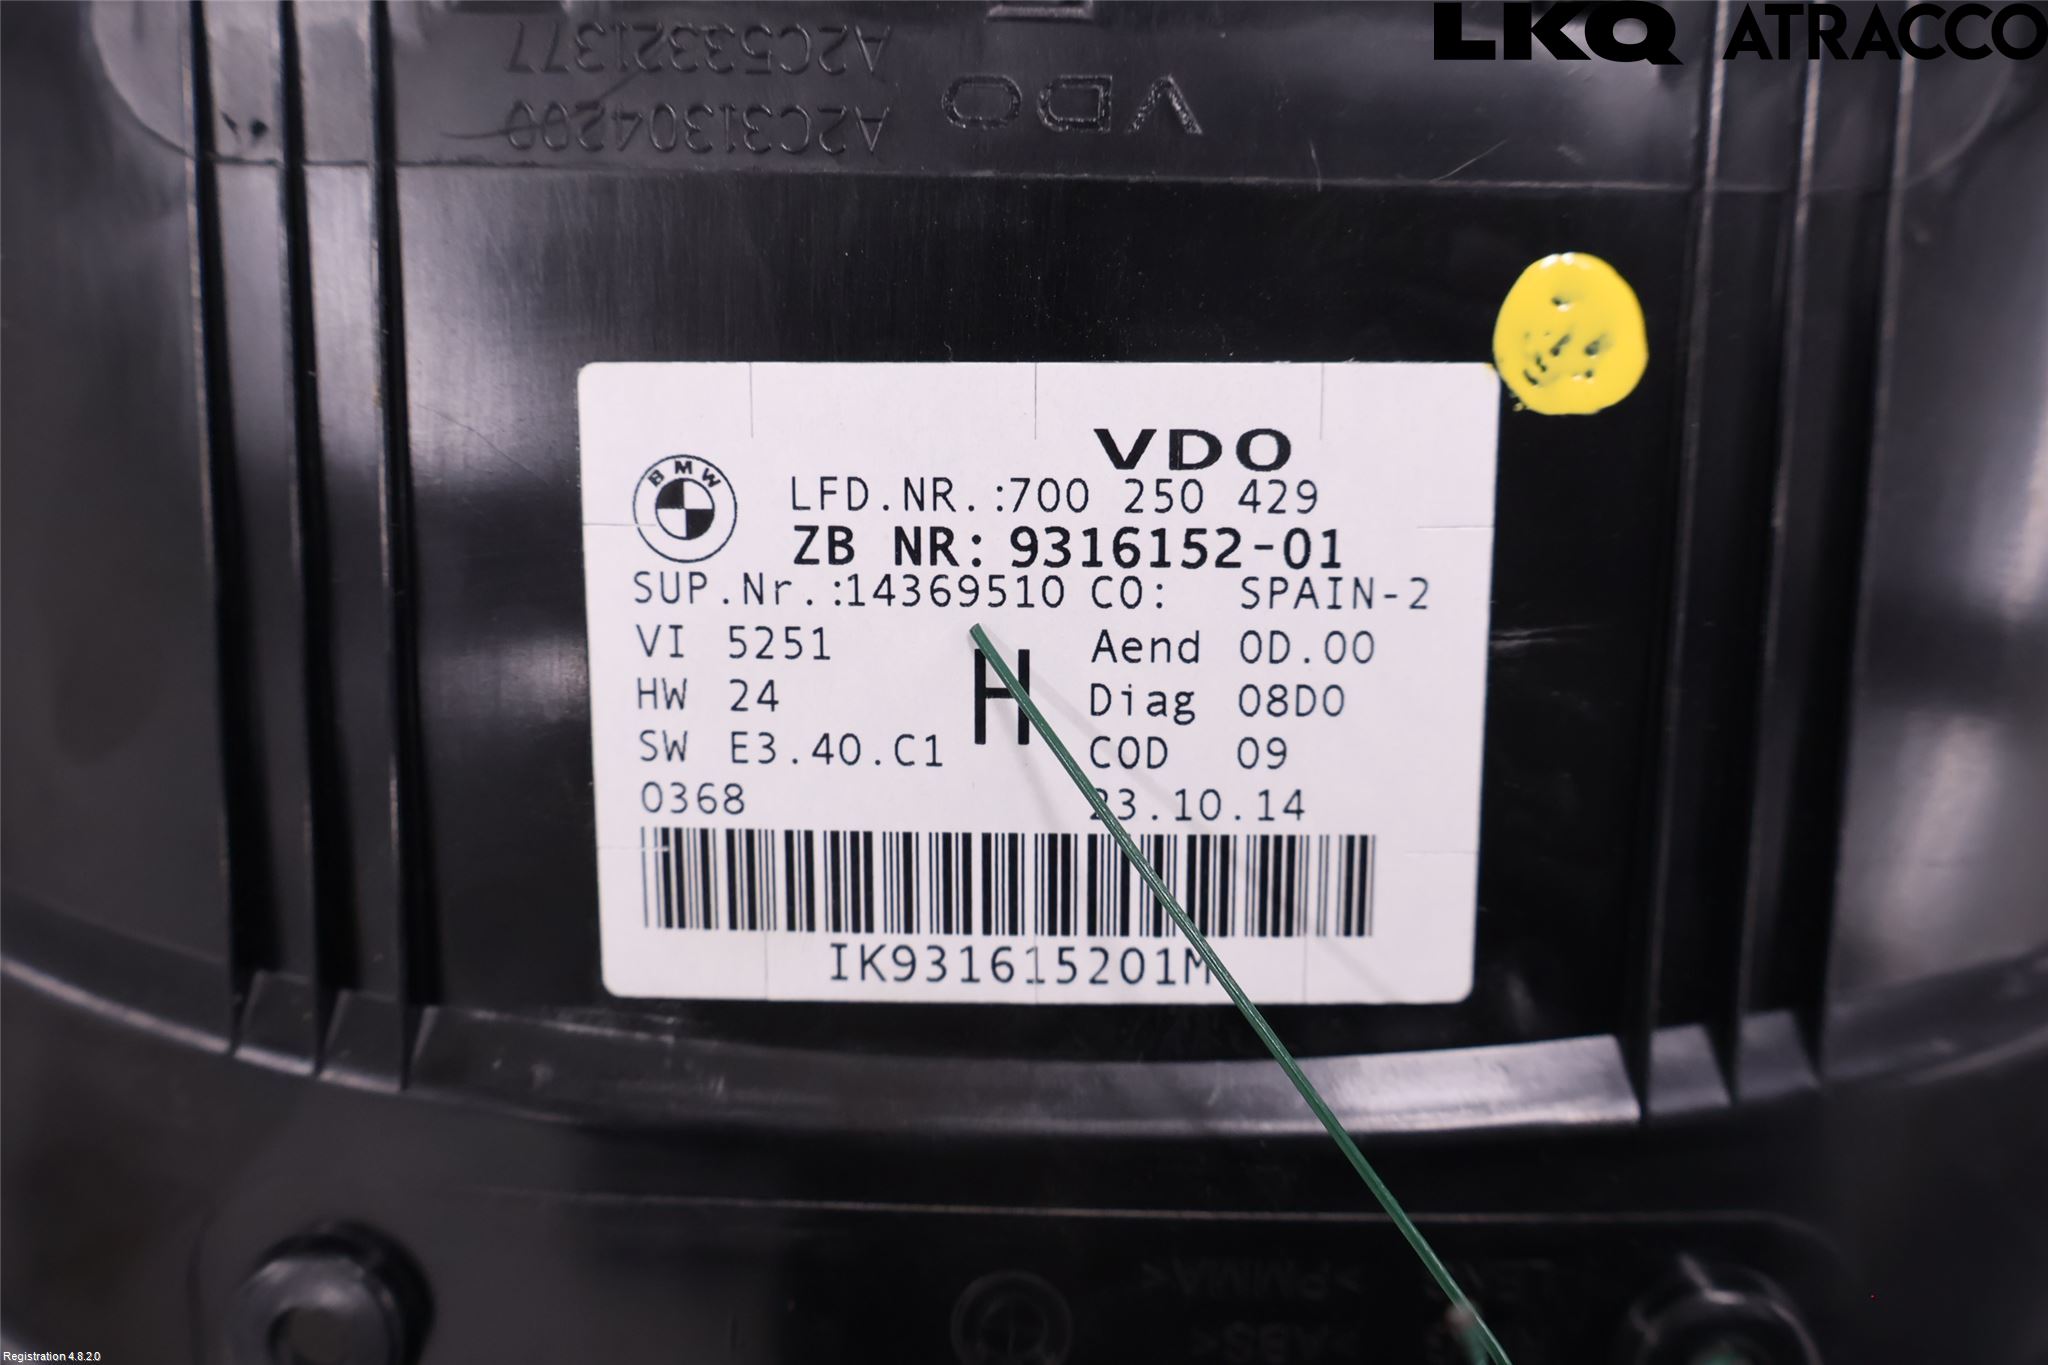 LKQ ATRACCO
A2C53321377
A2C31304200
VDO
VDO
BMW
LFD.NR.:700 250 429
ZB NR: 9316152-01
SUP.Nr.:14369510 CO: SPAIN-2
VI 5251 Aend 0D.00
HW 24 H Diag 08D0
SW E3.40.C1 COD 09
0368 23.10.14
IK931615201M
>PMMA<
>ABS<
Registration 4.8.2.0